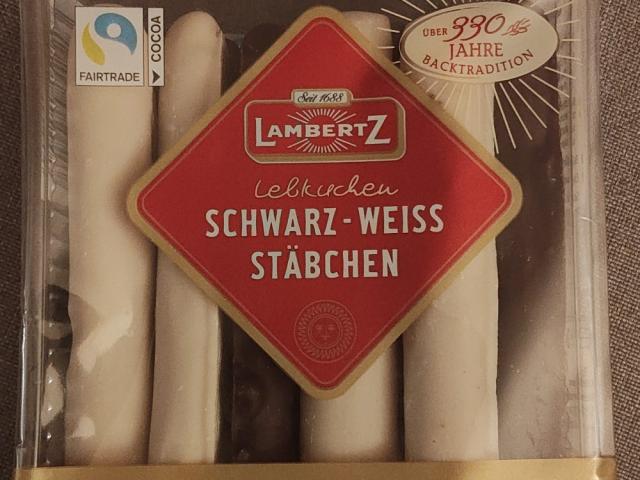 FAIRTRADE
COCOA
ÜBER 330
JAHRE
BACKTRADITION
Seit 1688
LAMBERTZ
Lebkuchen
SCHWARZ-WEISS
STÄBCHEN